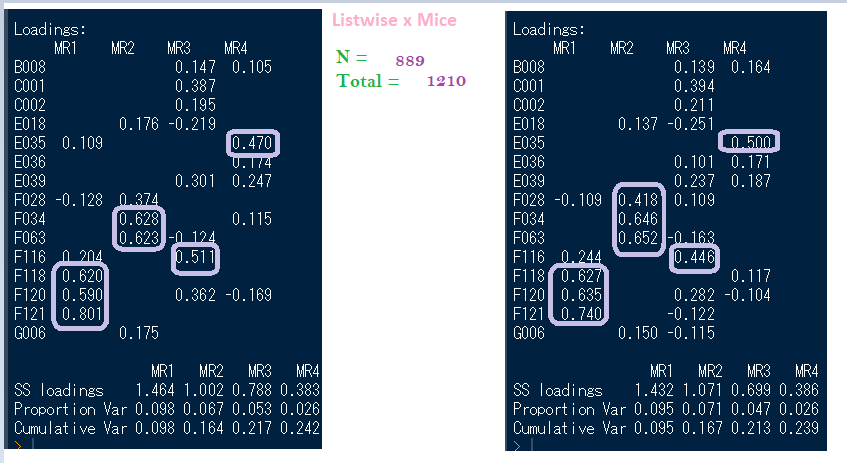 Listwise x Mice
N = 889
Total = 1210
Loadings:
MR1 MR2 MR3 MR4
B008 0.147 0.105
C001 0.387
C002 0.195
E018 0.176 -0.219
E035 0.109 0.470
E036 0.174
E039 0.301 0.247
F028 -0.128 0.374
F034 0.628 0.115
F063 0.623 -0.124
F116 0.204 0.511
F118 0.620
F120 0.590 0.362 -0.169
F121 0.801
G006 0.175
MR1 MR2 MR3 MR4
SS loadings 1.464 1.002 0.788 0.383
Proportion Var 0.098 0.067 0.053 0.026
Cumulative Var 0.098 0.164 0.217 0.242
>
Loadings:
MR1 MR2 MR3 MR4
B008 0.139 0.164
C001 0.394
C002 0.211
E018 0.137 -0.251
E035 0.500
E036 0.101 0.171
E039 0.237 0.187
F028 -0.109 0.418 0.109
F034 0.646
F063 0.652 -0.163
F116 0.244 0.446
F118 0.627 0.117
F120 0.635 0.282 -0.104
F121 0.740 -0.122
G006 0.150 -0.115
MR1 MR2 MR3 MR4
SS loadings 1.432 1.071 0.699 0.386
Proportion Var 0.095 0.071 0.047 0.026
Cumulative Var 0.095 0.167 0.213 0.239
>